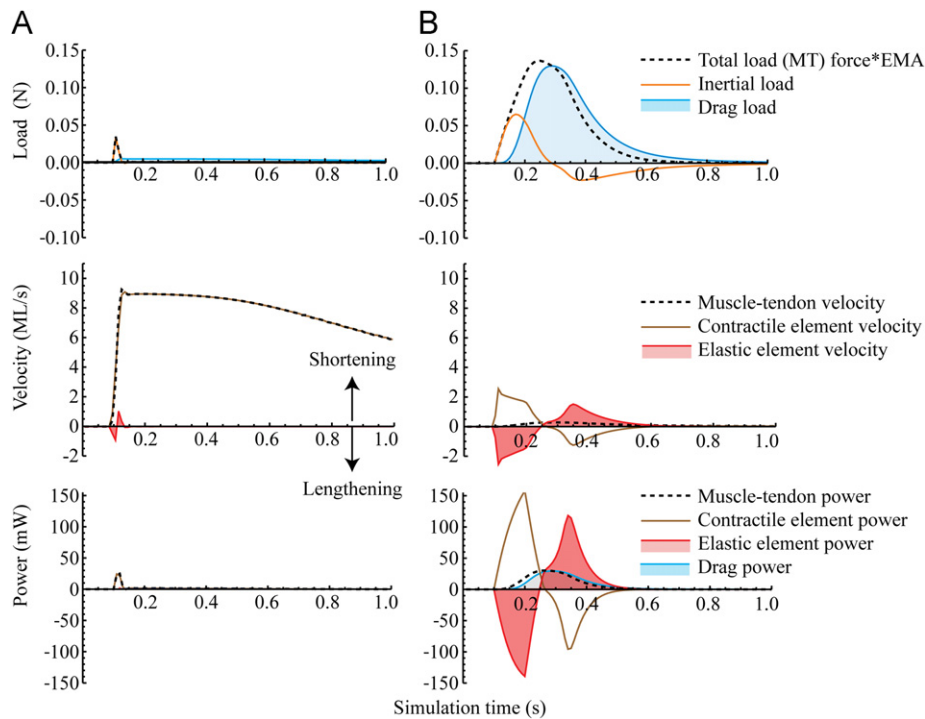 A
B
Load (N)
0.15
0.10
0.05
0.00
-0.05
-0.10
0.2 0.4 0.6 0.8 1.0
0.15
0.10
0.05
0.00
-0.05
-0.10
0.2 0.4 0.6 0.8 1.0
Total load (MT) force*EMA
Inertial load
Drag load
Velocity (ML/s)
10
8
6
4
2
0
-2
0.2 0.4 0.6 0.8 1.0
Shortening
Lengthening
10
8
6
4
2
0
-2
0.2 0.4 0.6 0.8 1.0
Muscle-tendon velocity
Contractile element velocity
Elastic element velocity
Power (mW)
150
100
50
0
-50
-100
-150
0.2 0.4 0.6 0.8 1.0
150
100
50
0
-50
-100
-150
0.2 0.4 0.6 0.8 1.0
Muscle-tendon power
Contractile element power
Elastic element power
Drag power
Simulation time (s)